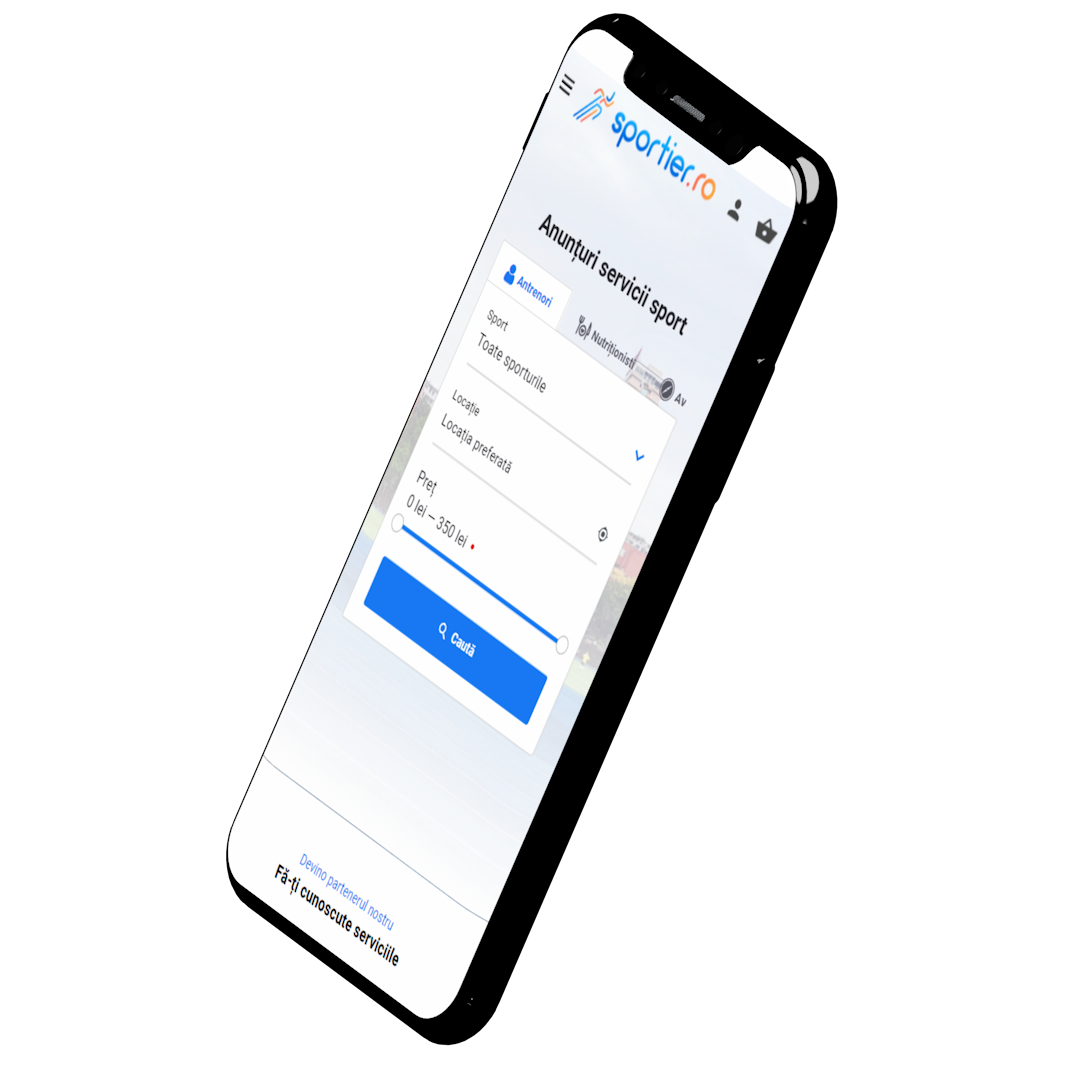 sportier.ro
Anunțuri servicii sport
Antrenori
Nutriționisti
Av
Sport
Toate sporturile
Locație
Locația preferată
Preț
0 lei – 350 lei
Caută
Devino partenerul nostru
Fă-ți cunoscute serviciile